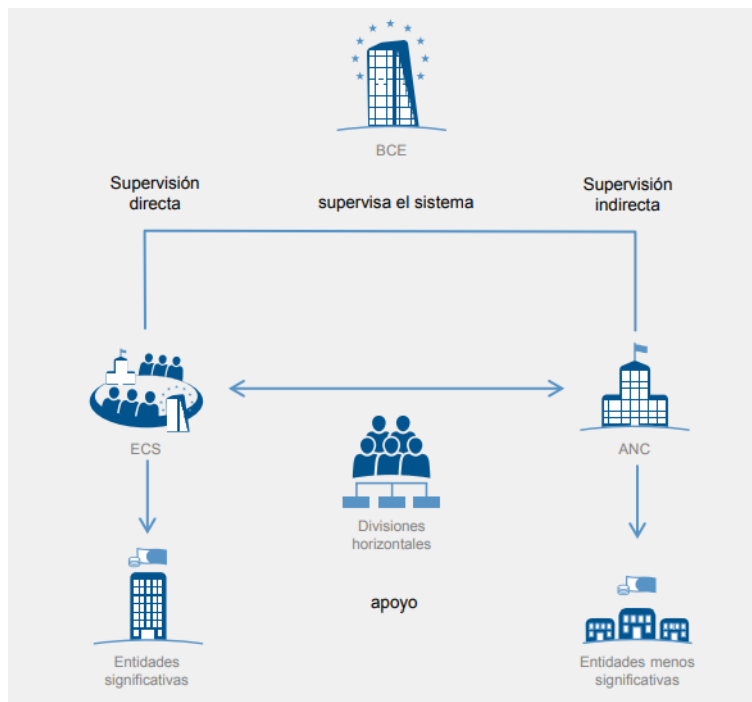 BCE
Supervisión
directa
supervisa el sistema
Supervisión
indirecta
ECS
ANC
Divisiones
horizontales
apoyo
Entidades
significativas
Entidades menos
significativas